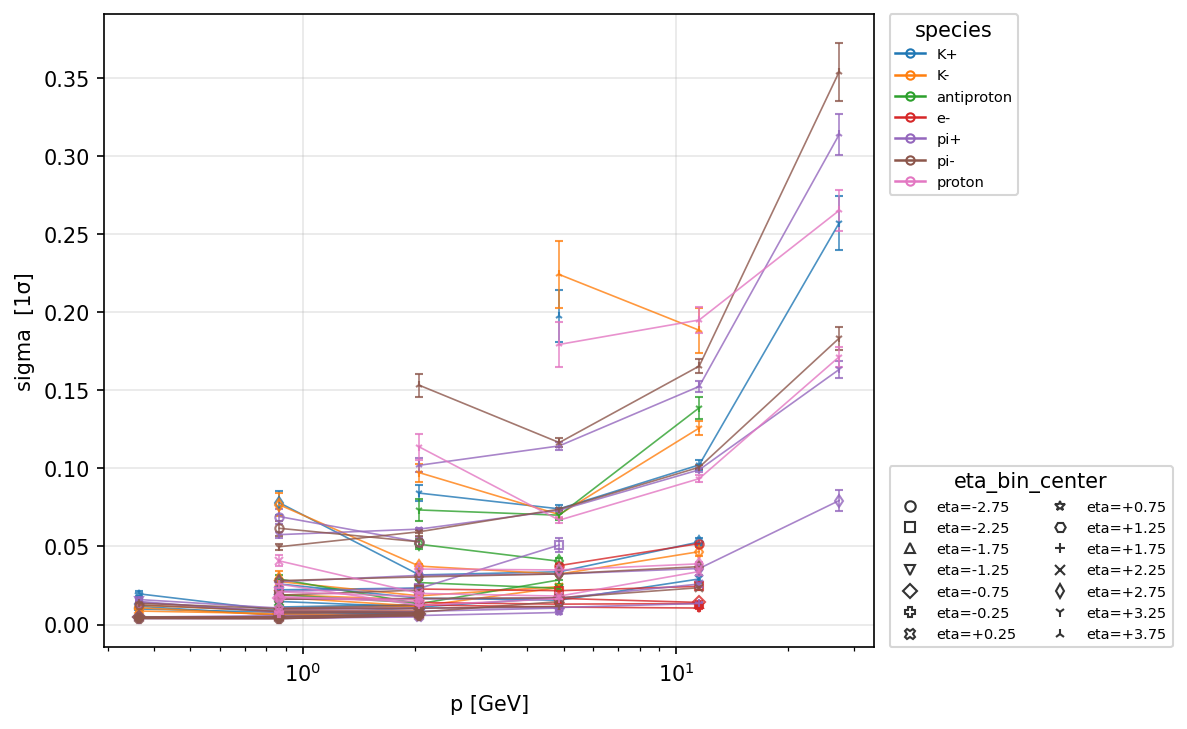 species
K+
K-
antiproton
e-
pi+
pi-
proton
sigma [1σ]
0.35
0.30
0.25
0.20
0.15
0.10
0.05
0.00
10⁰
10¹
p [GeV]
eta_bin_center
eta=-2.75
eta=-2.25
eta=-1.75
eta=-1.25
eta=-0.75
eta=-0.25
eta=+0.25
eta=+0.75
eta=+1.25
eta=+1.75
eta=+2.25
eta=+2.75
eta=+3.25
eta=+3.75